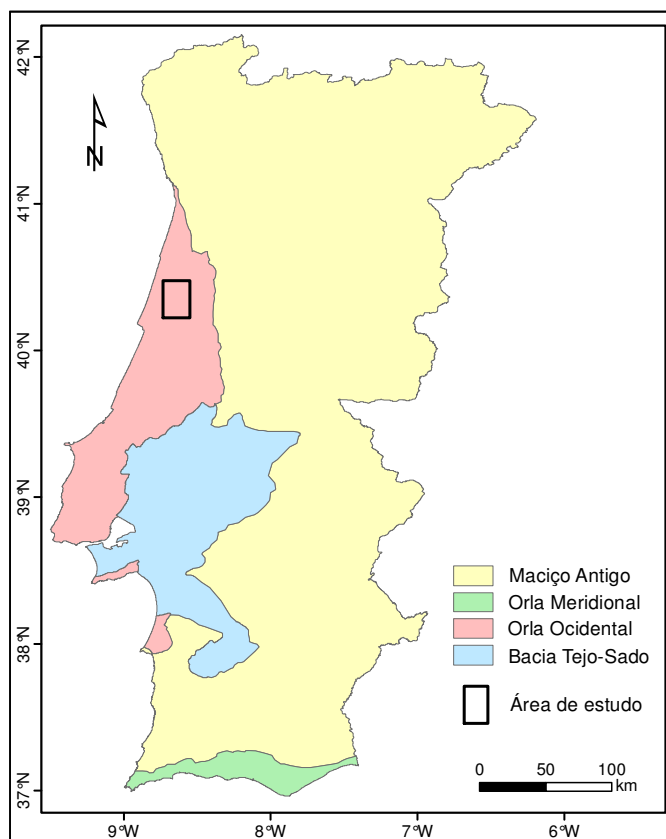 42°N
41°N
40°N
39°N
38°N
37°N
N
Maciço Antigo
Orla Meridional
Orla Ocidental
Bacia Tejo-Sado
Área de estudo
0 50 100
km
9°W 8°W 7°W 6°W